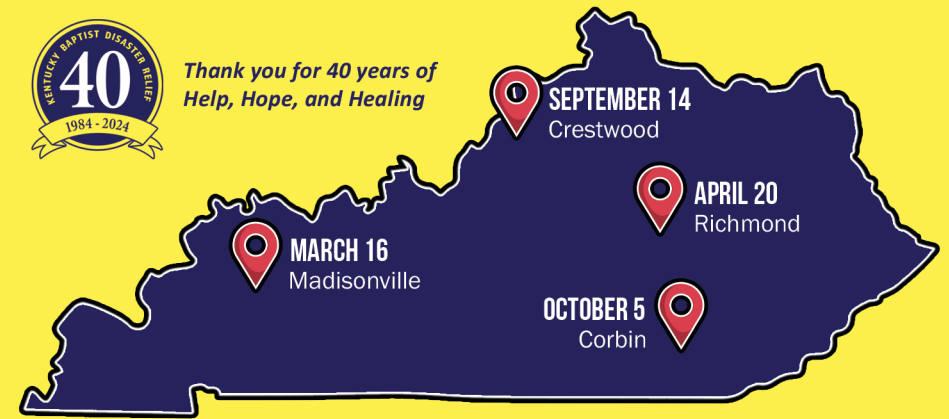 KENTUCKY BAPTIST DISASTER RELIEF
40
1984 - 2024
Thank you for 40 years of
Help, Hope, and Healing
SEPTEMBER 14
Crestwood
APRIL 20
Richmond
MARCH 16
Madisonville
OCTOBER 5
Corbin